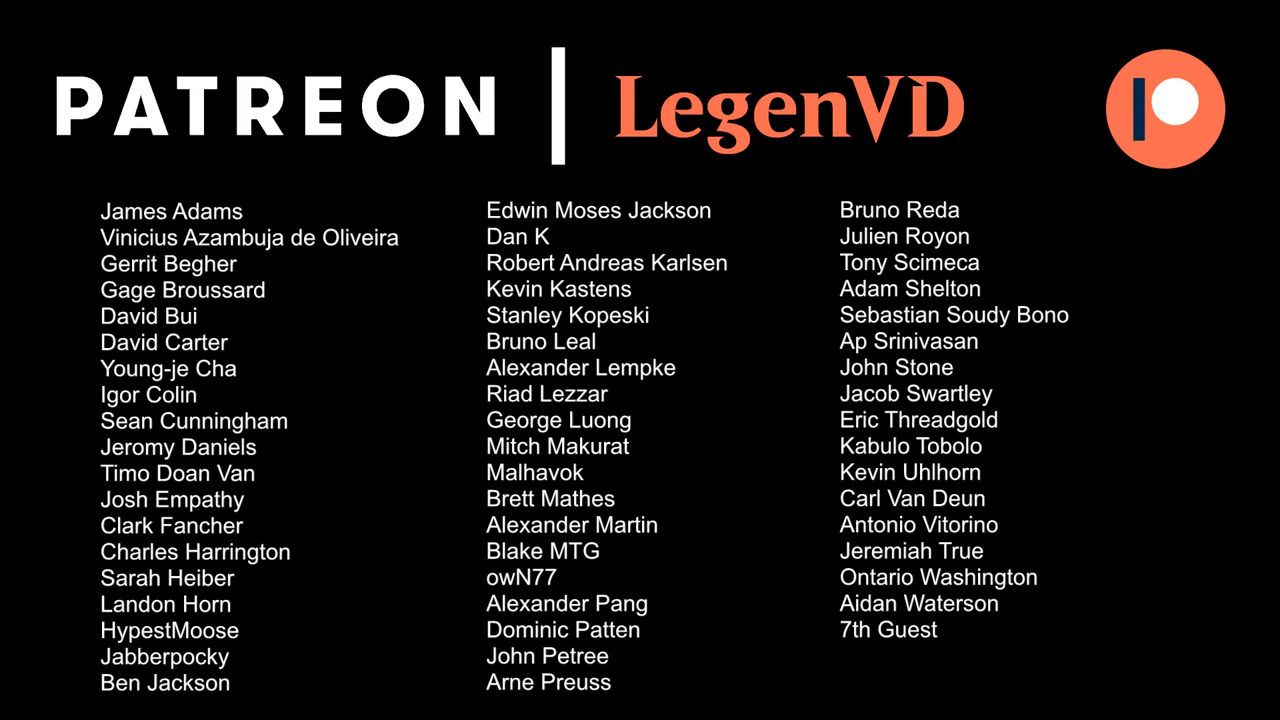 PATREON | LegenVD
James Adams
Vinicius Azambuja de Oliveira
Gerrit Begher
Gage Broussard
David Bui
David Carter
Young-je Cha
Igor Colin
Sean Cunningham
Jeromy Daniels
Timo Doan Van
Josh Empathy
Clark Fancher
Charles Harrington
Sarah Heiber
Landon Horn
HypestMoose
Jabberpocky
Ben Jackson
Edwin Moses Jackson
Dan K
Robert Andreas Karlsen
Kevin Kastens
Stanley Kopeski
Bruno Leal
Alexander Lempke
Riad Lezzar
George Luong
Mitch Makurat
Malhavok
Brett Mathes
Alexander Martin
Blake MTG
owN77
Alexander Pang
Dominic Patten
John Petree
Arne Preuss
Bruno Reda
Julien Royon
Tony Scimeca
Adam Shelton
Sebastian Soudy Bono
Ap Srinivasan
John Stone
Jacob Swartley
Eric Threadgold
Kabulo Tobolo
Kevin Uhlhorn
Carl Van Deun
Antonio Vitorino
Jeremiah True
Ontario Washington
Aidan Waterson
7th Guest